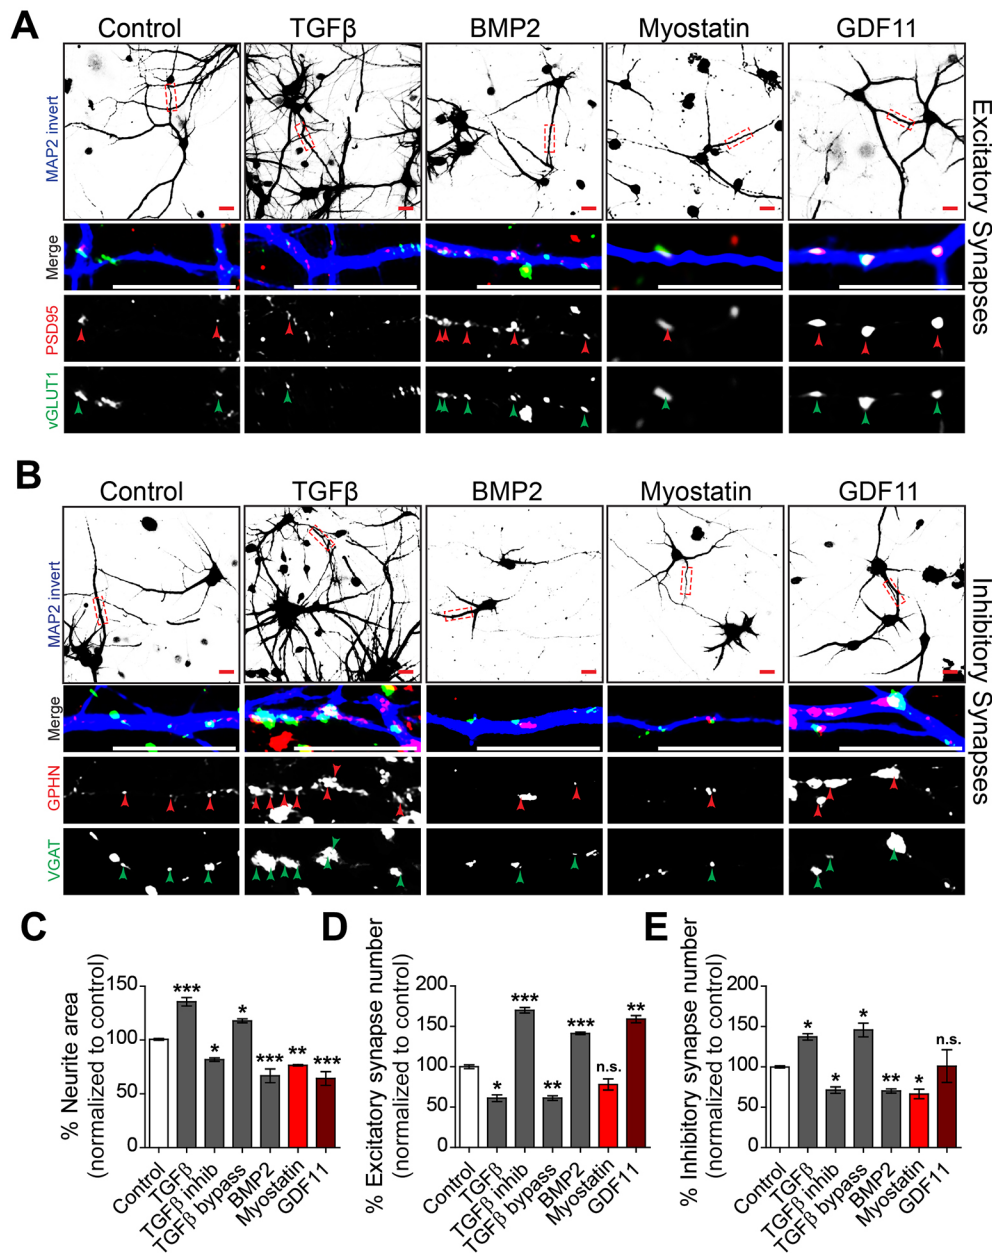 A
Control TGFβ BMP2 Myostatin GDF11
MAP2 invert
Merge
PSD95
vGLUT1
Excitatory Synapses
B
Control TGFβ BMP2 Myostatin GDF11
MAP2 invert
Merge
GPHN
VGAT
Inhibitory Synapses
C
% Neurite area
(normalized to control)
150
100
50
0
*** * * *** ** ***
Control
TGFβ
TGFβ inhib
TGFβ bypass
BMP2
Myostatin
GDF11
D
% Excitatory synapse number
(normalized to control)
200
150
100
50
0
* *** ** *** n.s. **
Control
TGFβ
TGFβ inhib
TGFβ bypass
BMP2
Myostatin
GDF11
E
% Inhibitory synapse number
(normalized to control)
200
150
100
50
0
* * * ** * n.s.
Control
TGFβ
TGFβ inhib
TGFβ bypass
BMP2
Myostatin
GDF11